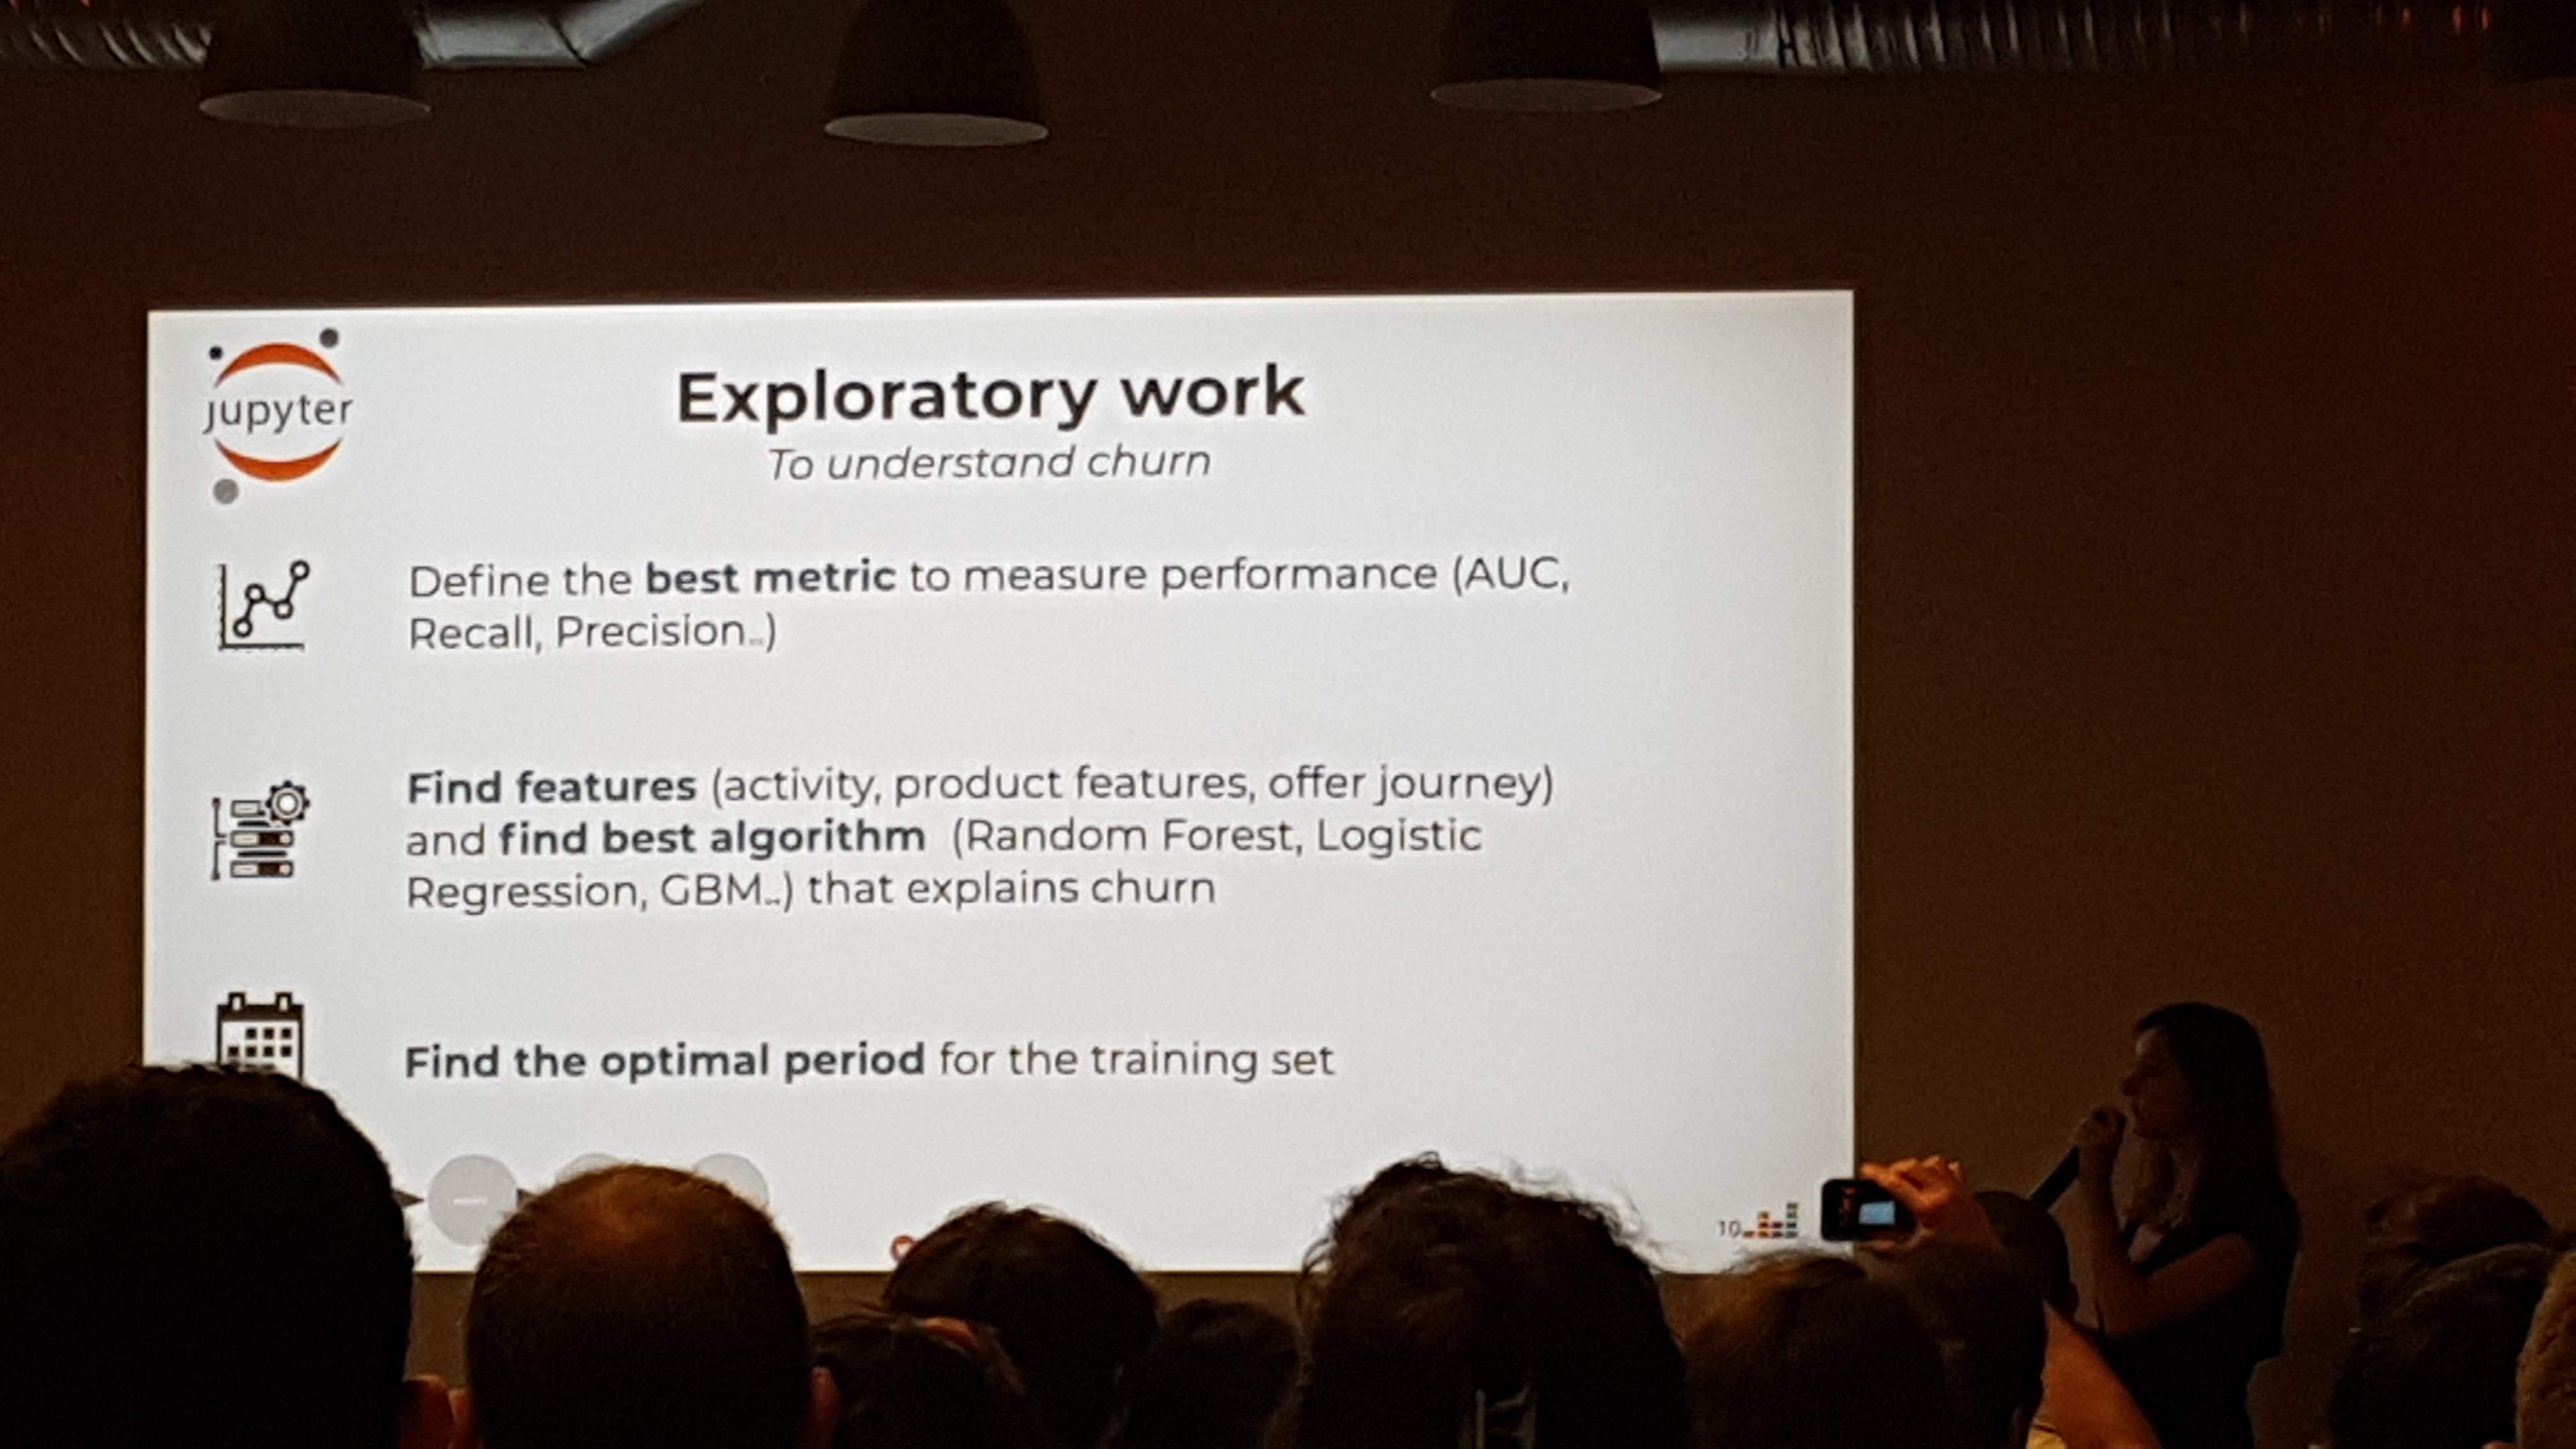 jupyter
Exploratory work
To understand churn
Define the best metric to measure performance (AUC,
Recall, Precision..)
Find features (activity, product features, offer journey)
and find best algorithm (Random Forest, Logistic
Regression, GBM..) that explains churn
Find the optimal period for the training set
10